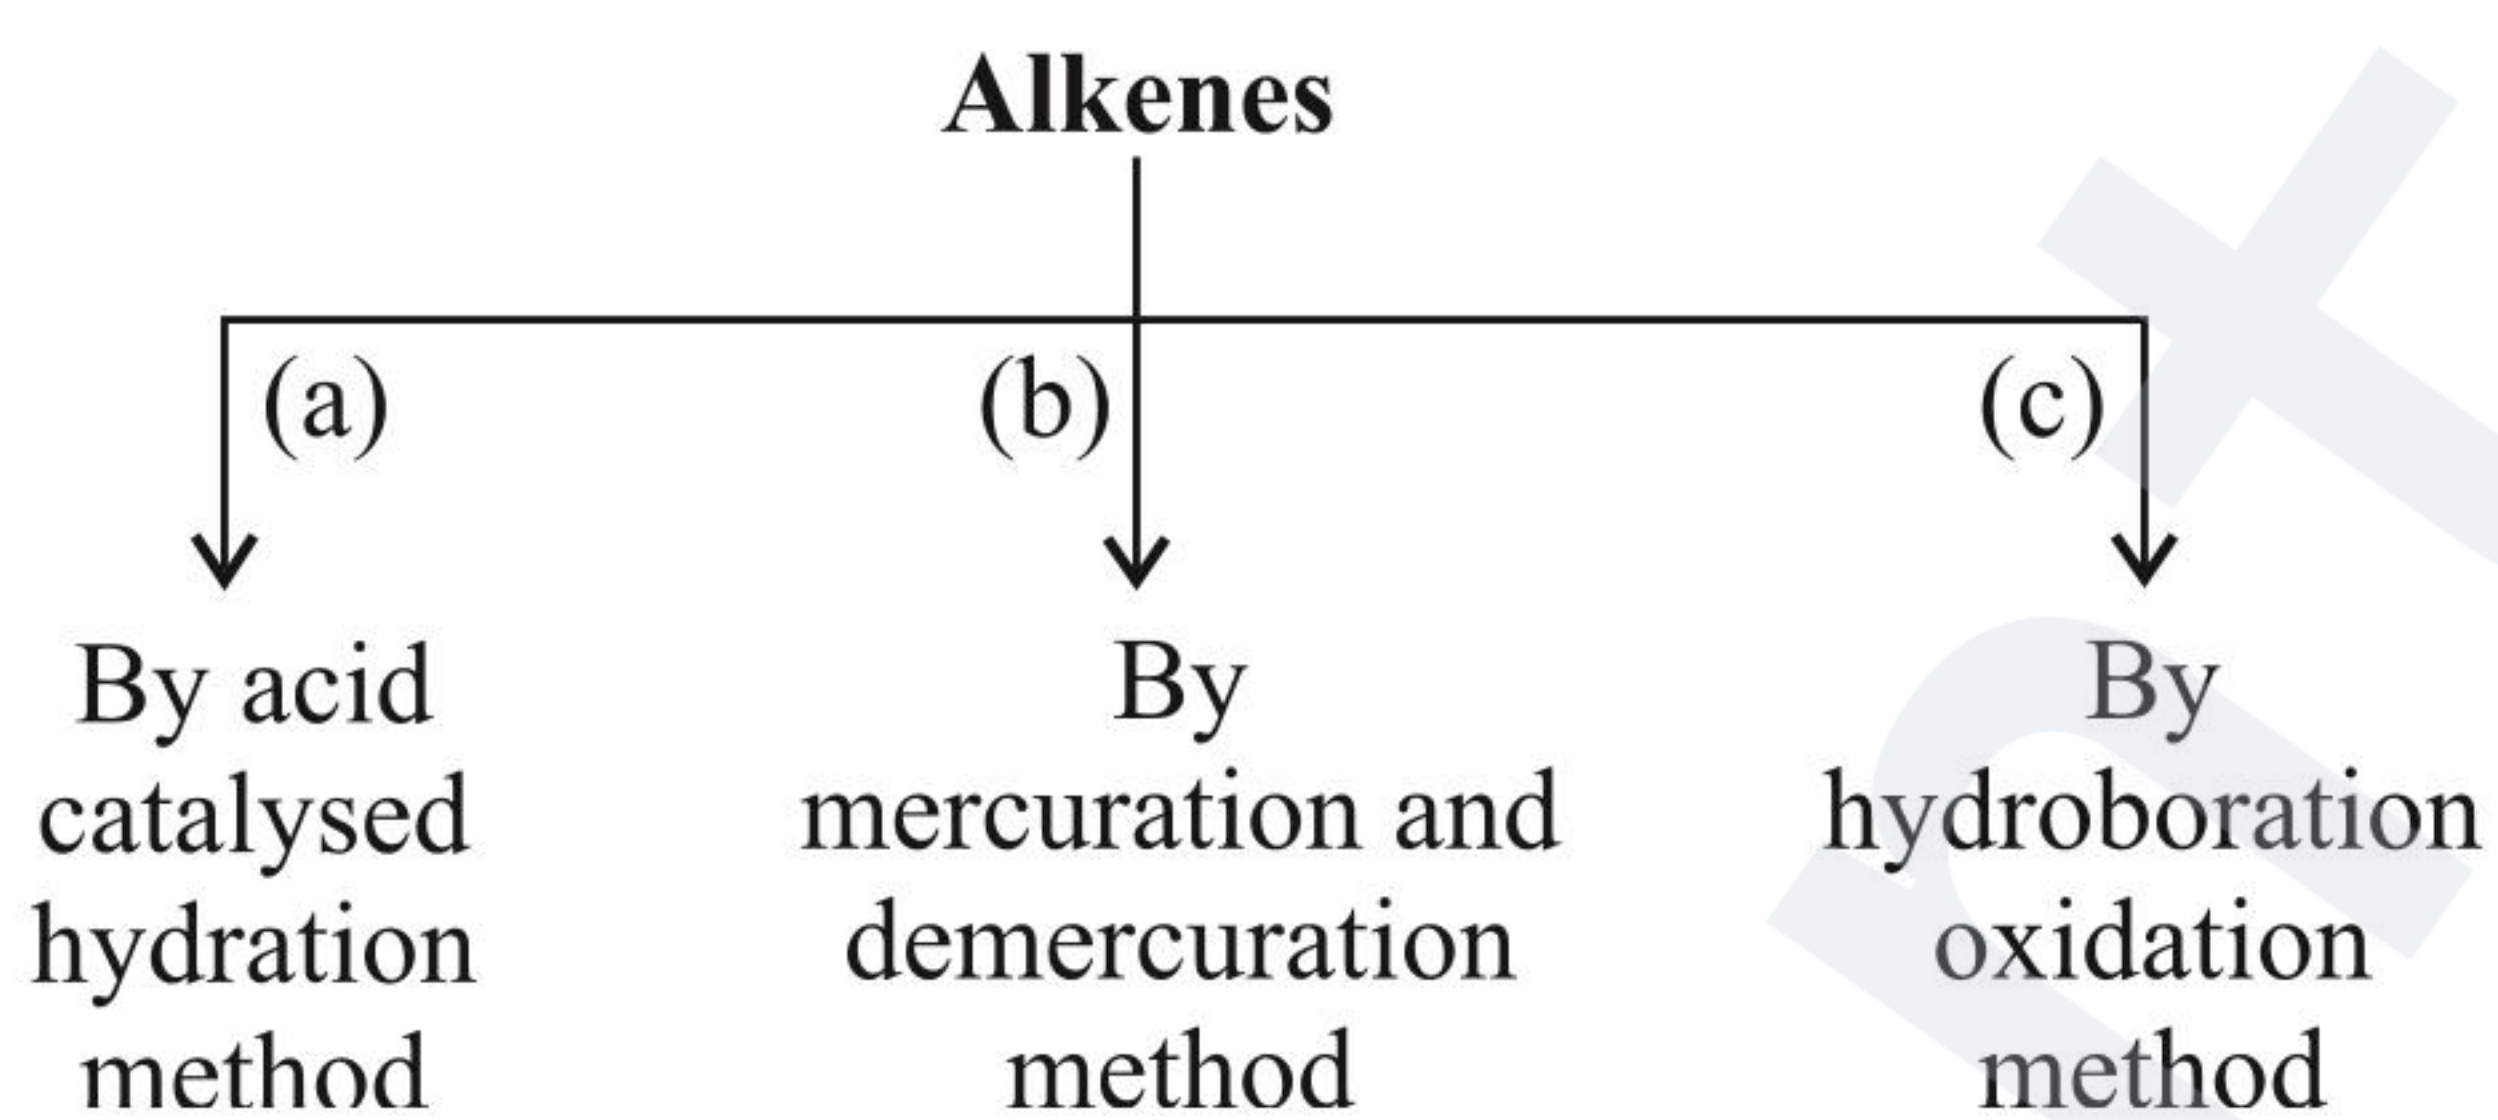 Alkenes
(a)
(b)
(c)
By acid
catalysed
hydration
method
By
mercuration and
demercuration
method
By
hydroboration
oxidation
method